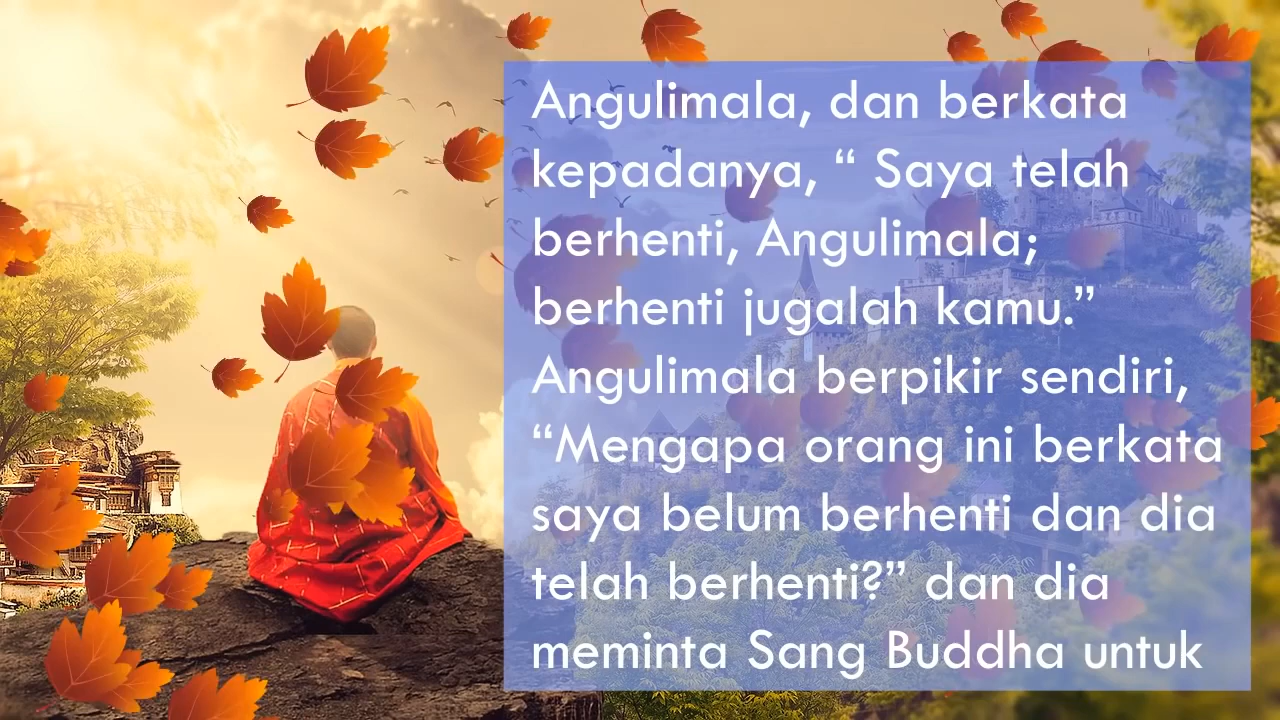 Angulimala, dan berkata
kepadanya, “ Saya telah
berhenti, Angulimala;
berhenti jugalah kamu.”
Angulimala berpikir sendiri,
“Mengapa orang ini berkata
saya belum berhenti dan dia
telah berhenti?” dan dia
meminta Sang Buddha untuk